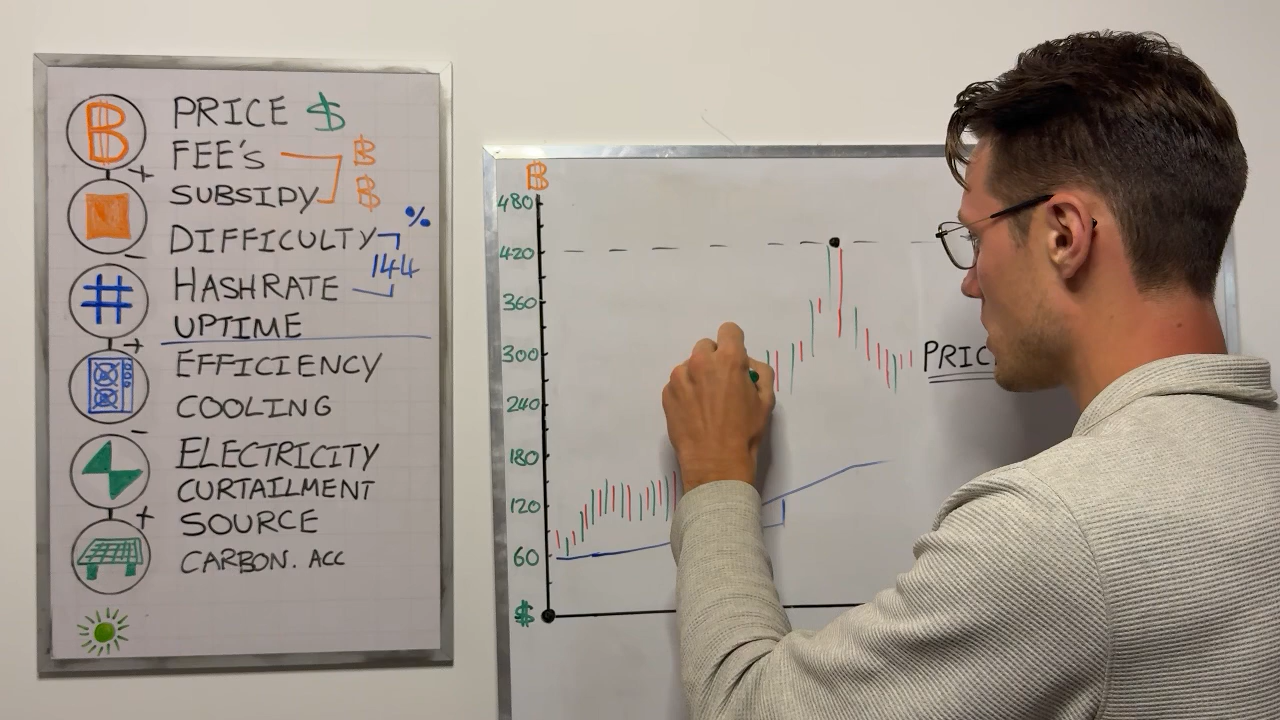 B PRICE $
+ FEE'S ₿
SUBSIDY ₿
DIFFICULTY %
-
144
# HASHRATE
UPTIME
+
EFFICIENCY
COOLING
-
ELECTRICITY
CURTAILMENT
+ SOURCE
CARBON. ACC
₿
480
420
360
300
240
180
120
60
$
PRIC